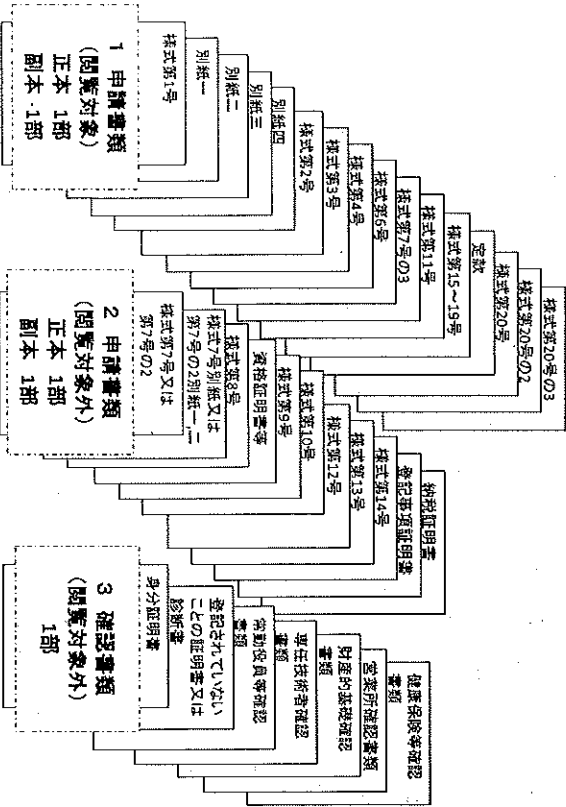 1 申請書類
(閲覧対象)
正本 1部
副本 1部
様式第1号
別紙一
別紙二
別紙三
別紙四
様式第2号
様式第3号
様式第4号
様式第6号
様式第7号の3
様式第11号
様式第15~19号
定款
様式第20号
様式第20号の2
様式第20号の3
2 申請書類
(閲覧対象外)
正本 1部
副本 1部
様式第7号又は
第7号の2
様式7号別紙又は
第7号の2別紙一,二
様式第8号
資格証明書等
様式第9号
様式第10号
様式第12号
様式第13号
様式第14号
登記事項証明書
納税証明書
3 確認書類
(閲覧対象外)
1部
身分証明書
登記されていない
ことの証明書又は
診断書
常勤役員等確認
書類
専任技術者確認
書類
財産的基礎確認
書類
営業所確認書類
健康保険等確認
書類